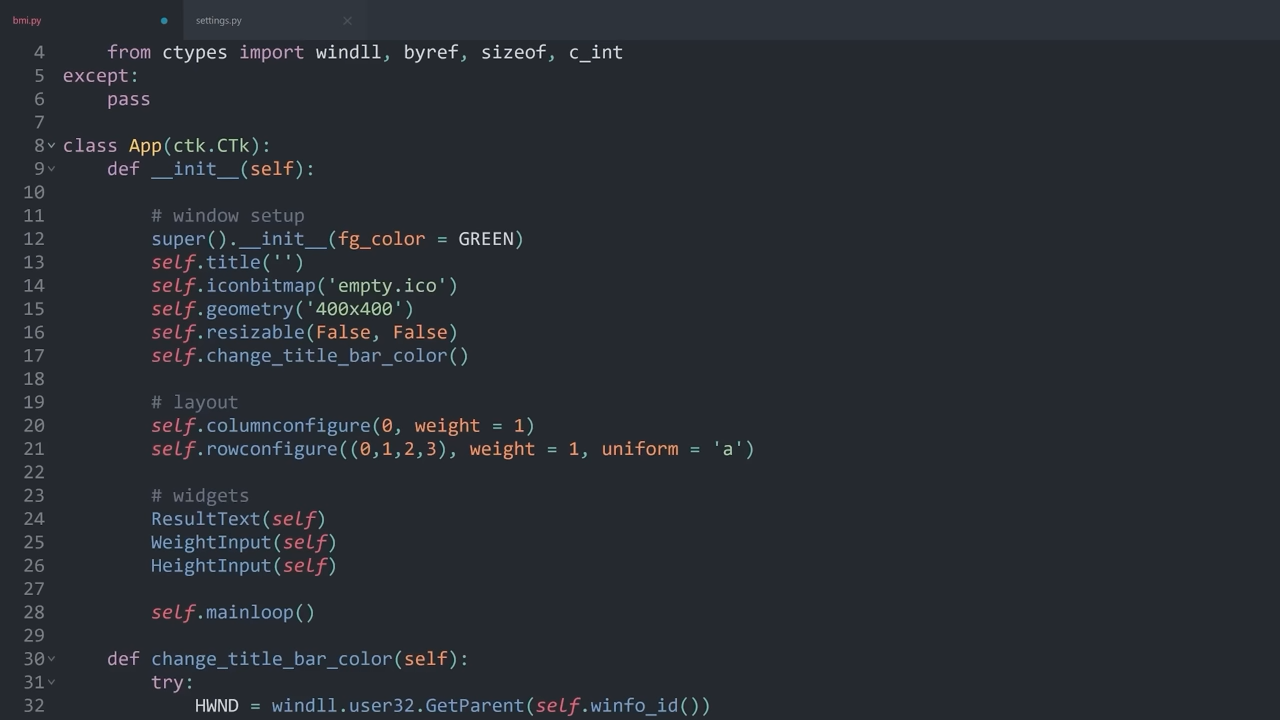 bmi.py settings.py
4 from ctypes import windll, byref, sizeof, c_int
5 except:
6 pass
7
8 class App(ctk.CTk):
9 def __init__(self):
10
11 # window setup
12 super().__init__(fg_color = GREEN)
13 self.title('')
14 self.iconbitmap('empty.ico')
15 self.geometry('400x400')
16 self.resizable(False, False)
17 self.change_title_bar_color()
18
19 # layout
20 self.columnconfigure(0, weight = 1)
21 self.rowconfigure((0,1,2,3), weight = 1, uniform = 'a')
22
23 # widgets
24 ResultText(self)
25 WeightInput(self)
26 HeightInput(self)
27
28 self.mainloop()
29
30 def change_title_bar_color(self):
31 try:
32 HWND = windll.user32.GetParent(self.winfo_id())